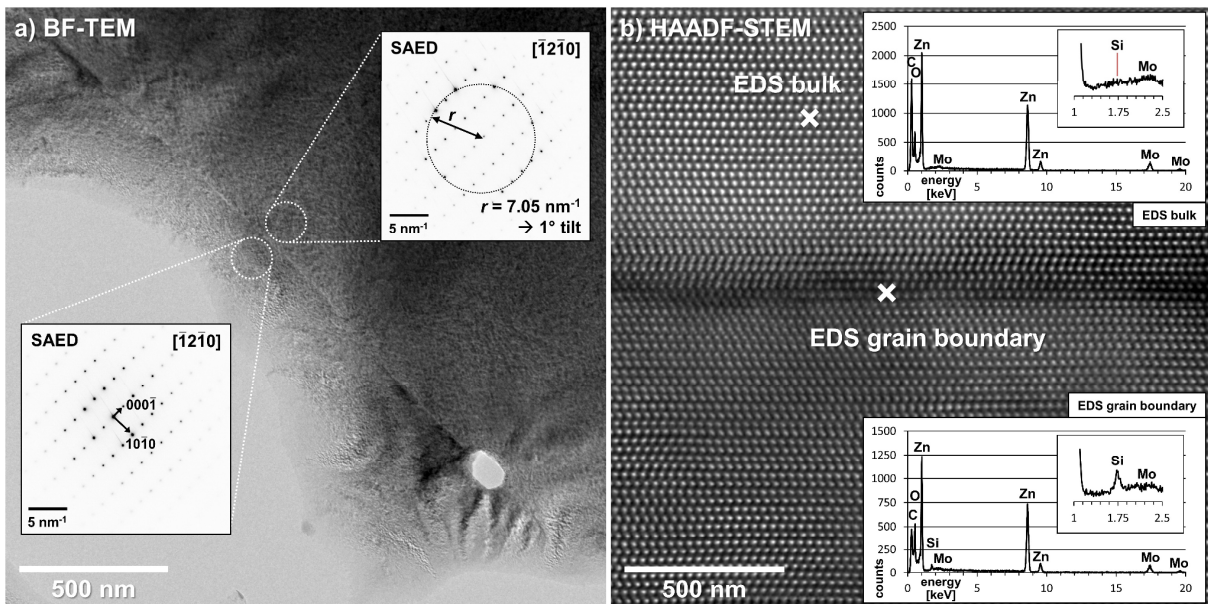 a) BF-TEM
SAED [1̄21̄0]
r
5 nm⁻¹
r = 7.05 nm⁻¹
→ 1° tilt
SAED [1̄21̄0]
0001̄
101̄0
5 nm⁻¹
500 nm
b) HAADF-STEM
EDS bulk
EDS grain boundary
500 nm
2500
2000
1500
1000
500
0
counts
Zn
C
O
Mo
Zn
Zn
Mo
Mo
0 5 10 15 20
energy
[keV]
Si
Mo
1 1.75 2.5
EDS bulk
EDS grain boundary
1500
1250
1000
750
500
250
0
counts
Zn
O
C
Si
Mo
Zn
Zn
Mo
Mo
0 5 10 15 20
energy
[keV]
Si
Mo
1 1.75 2.5